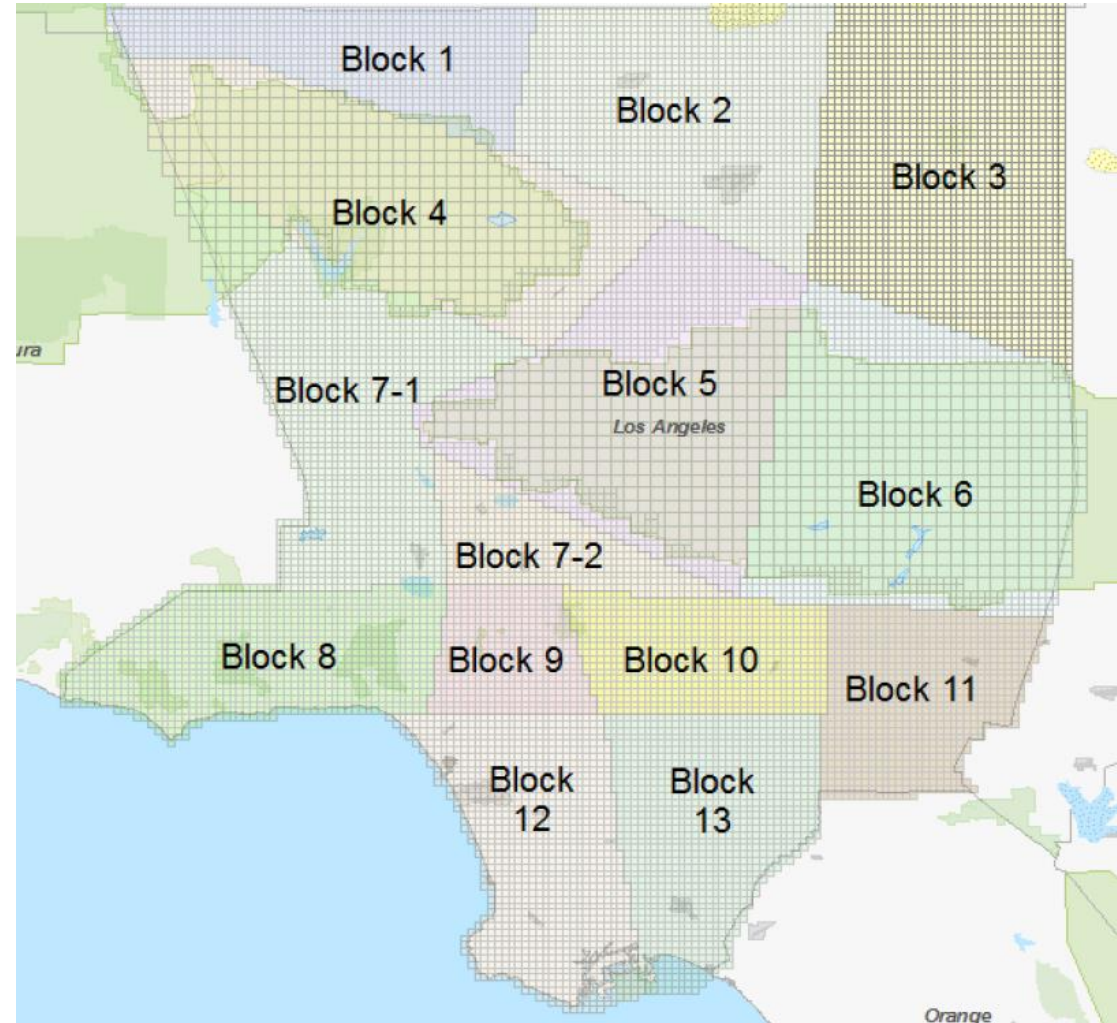 Block 1
Block 2
Block 3
Block 4
ura
Block 7-1
Block 5
Los Angeles
Block 6
Block 7-2
Block 8
Block 9
Block 10
Block 11
Block
12
Block
13
Orange